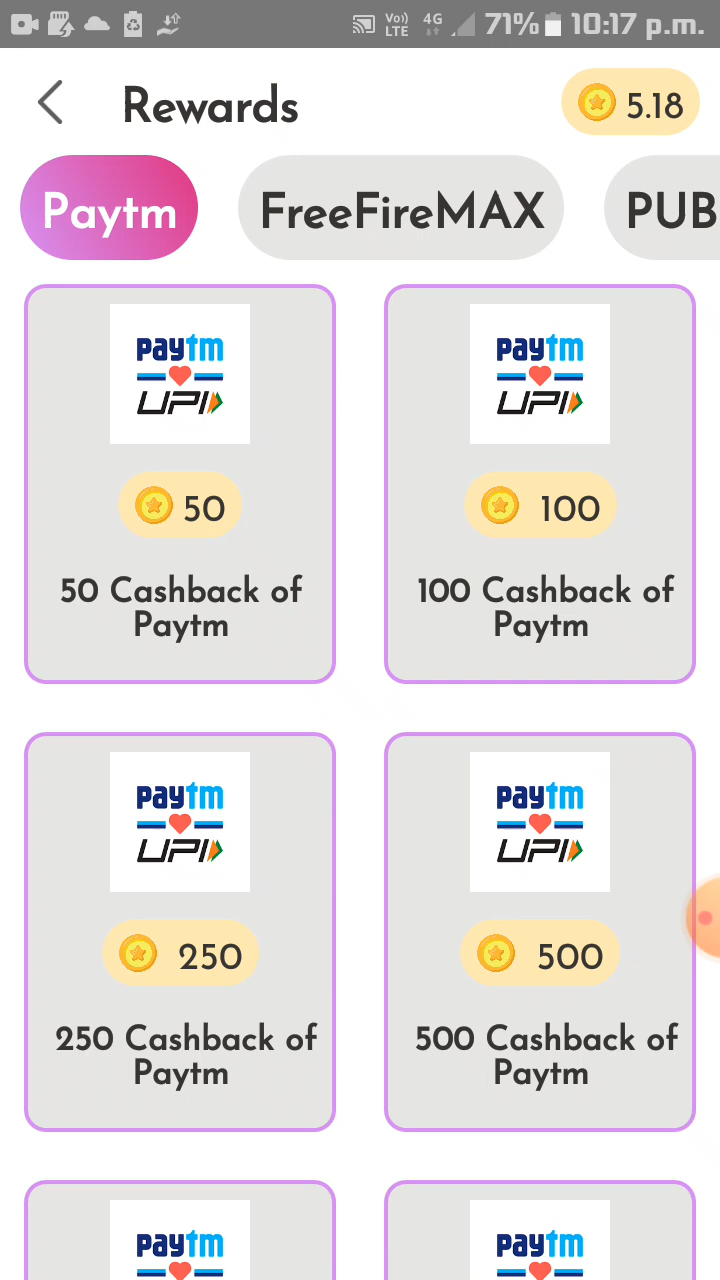 Vo)) LTE 4G 71% 10:17 p.m.
Rewards
5.18
Paytm FreeFireMAX PUB
paytm
UPI
50
50 Cashback of
Paytm
paytm
UPI
100
100 Cashback of
Paytm
paytm
UPI
250
250 Cashback of
Paytm
paytm
UPI
500
500 Cashback of
Paytm
paytm
paytm